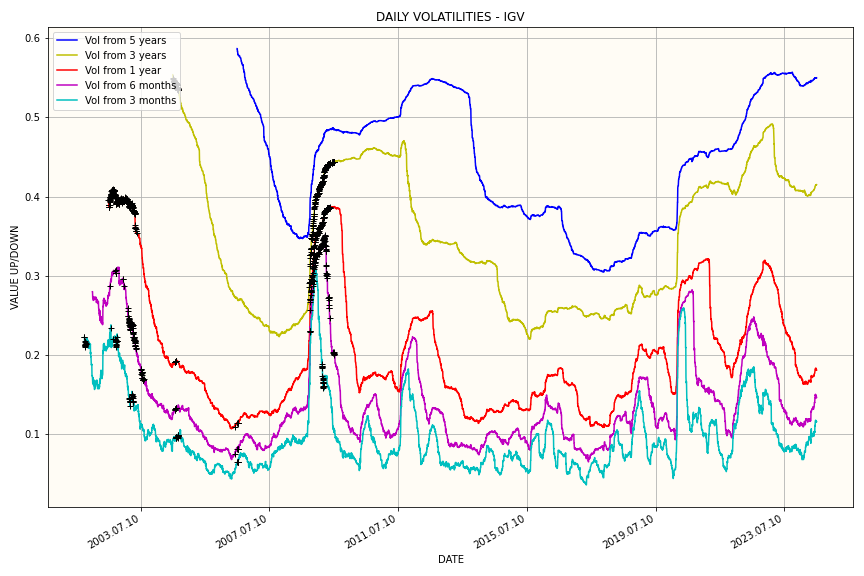 DAILY VOLATILITIES - IGV
Vol from 5 years
Vol from 3 years
Vol from 1 year
Vol from 6 months
Vol from 3 months
VALUE UP/DOWN
0.6
0.5
0.4
0.3
0.2
0.1
2003.07.10
2007.07.10
2011.07.10
2015.07.10
2019.07.10
2023.07.10
DATE